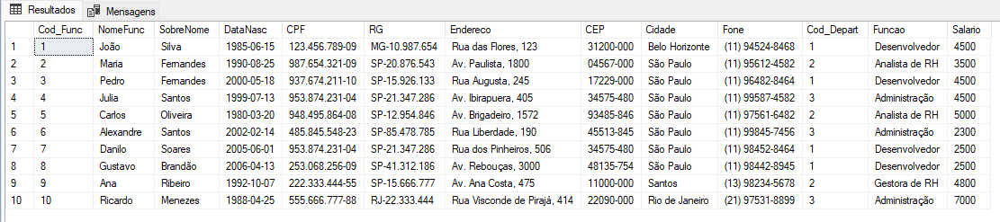 Resultados Mensagens
Cod_Func NomeFunc SobreNome DataNasc CPF RG Endereco CEP Cidade Fone Cod_Depart Funcao Salario
1 1 João Silva 1985-06-15 123.456.789-09 MG-10.987.654 Rua das Flores, 123 31200-000 Belo Horizonte (11) 94524-8468 1 Desenvolvedor 4500
2 2 Maria Fernandes 1990-08-25 987.654.321-09 SP-20.876.543 Av. Paulista, 1800 04567-000 São Paulo (11) 95612-4582 2 Analista de RH 3500
3 3 Pedro Fernandes 2000-05-18 937.674.211-10 SP-15.926.133 Rua Augusta, 245 17229-000 São Paulo (11) 96482-8464 1 Desenvolvedor 4500
4 4 Julia Santos 1999-07-13 953.874.231-04 SP-21.347.286 Av. Ibirapuera, 405 34575-480 São Paulo (11) 99587-4582 3 Administração 4500
5 5 Carlos Oliveira 1980-03-20 948.495.864-08 SP-12.954.846 Av. Brigadeiro, 1572 93485-846 São Paulo (11) 97561-6482 2 Analista de RH 5000
6 6 Alexandre Santos 2002-02-14 485.845.548-23 SP-85.478.785 Rua Liberdade, 190 45513-845 São Paulo (11) 99845-7456 3 Administração 2300
7 7 Danilo Soares 2005-06-01 953.874.231-04 SP-21.347.286 Rua dos Pinheiros, 506 34575-480 São Paulo (11) 98452-8464 1 Desenvolvedor 2500
8 8 Gustavo Brandão 2006-04-13 253.068.256-09 SP-41.312.186 Av. Rebouças, 3000 48135-754 São Paulo (11) 98442-8945 1 Desenvolvedor 2500
9 9 Ana Ribeiro 1992-10-07 222.333.444-55 SP-15.666.777 Av. Ana Costa, 475 11000-000 Santos (13) 98234-5678 2 Gestora de RH 4800
10 10 Ricardo Menezes 1988-04-25 555.666.777-88 RJ-22.333.444 Rua Visconde de Pirajá, 414 22090-000 Rio de Janeiro (21) 97531-8899 3 Administração 7000